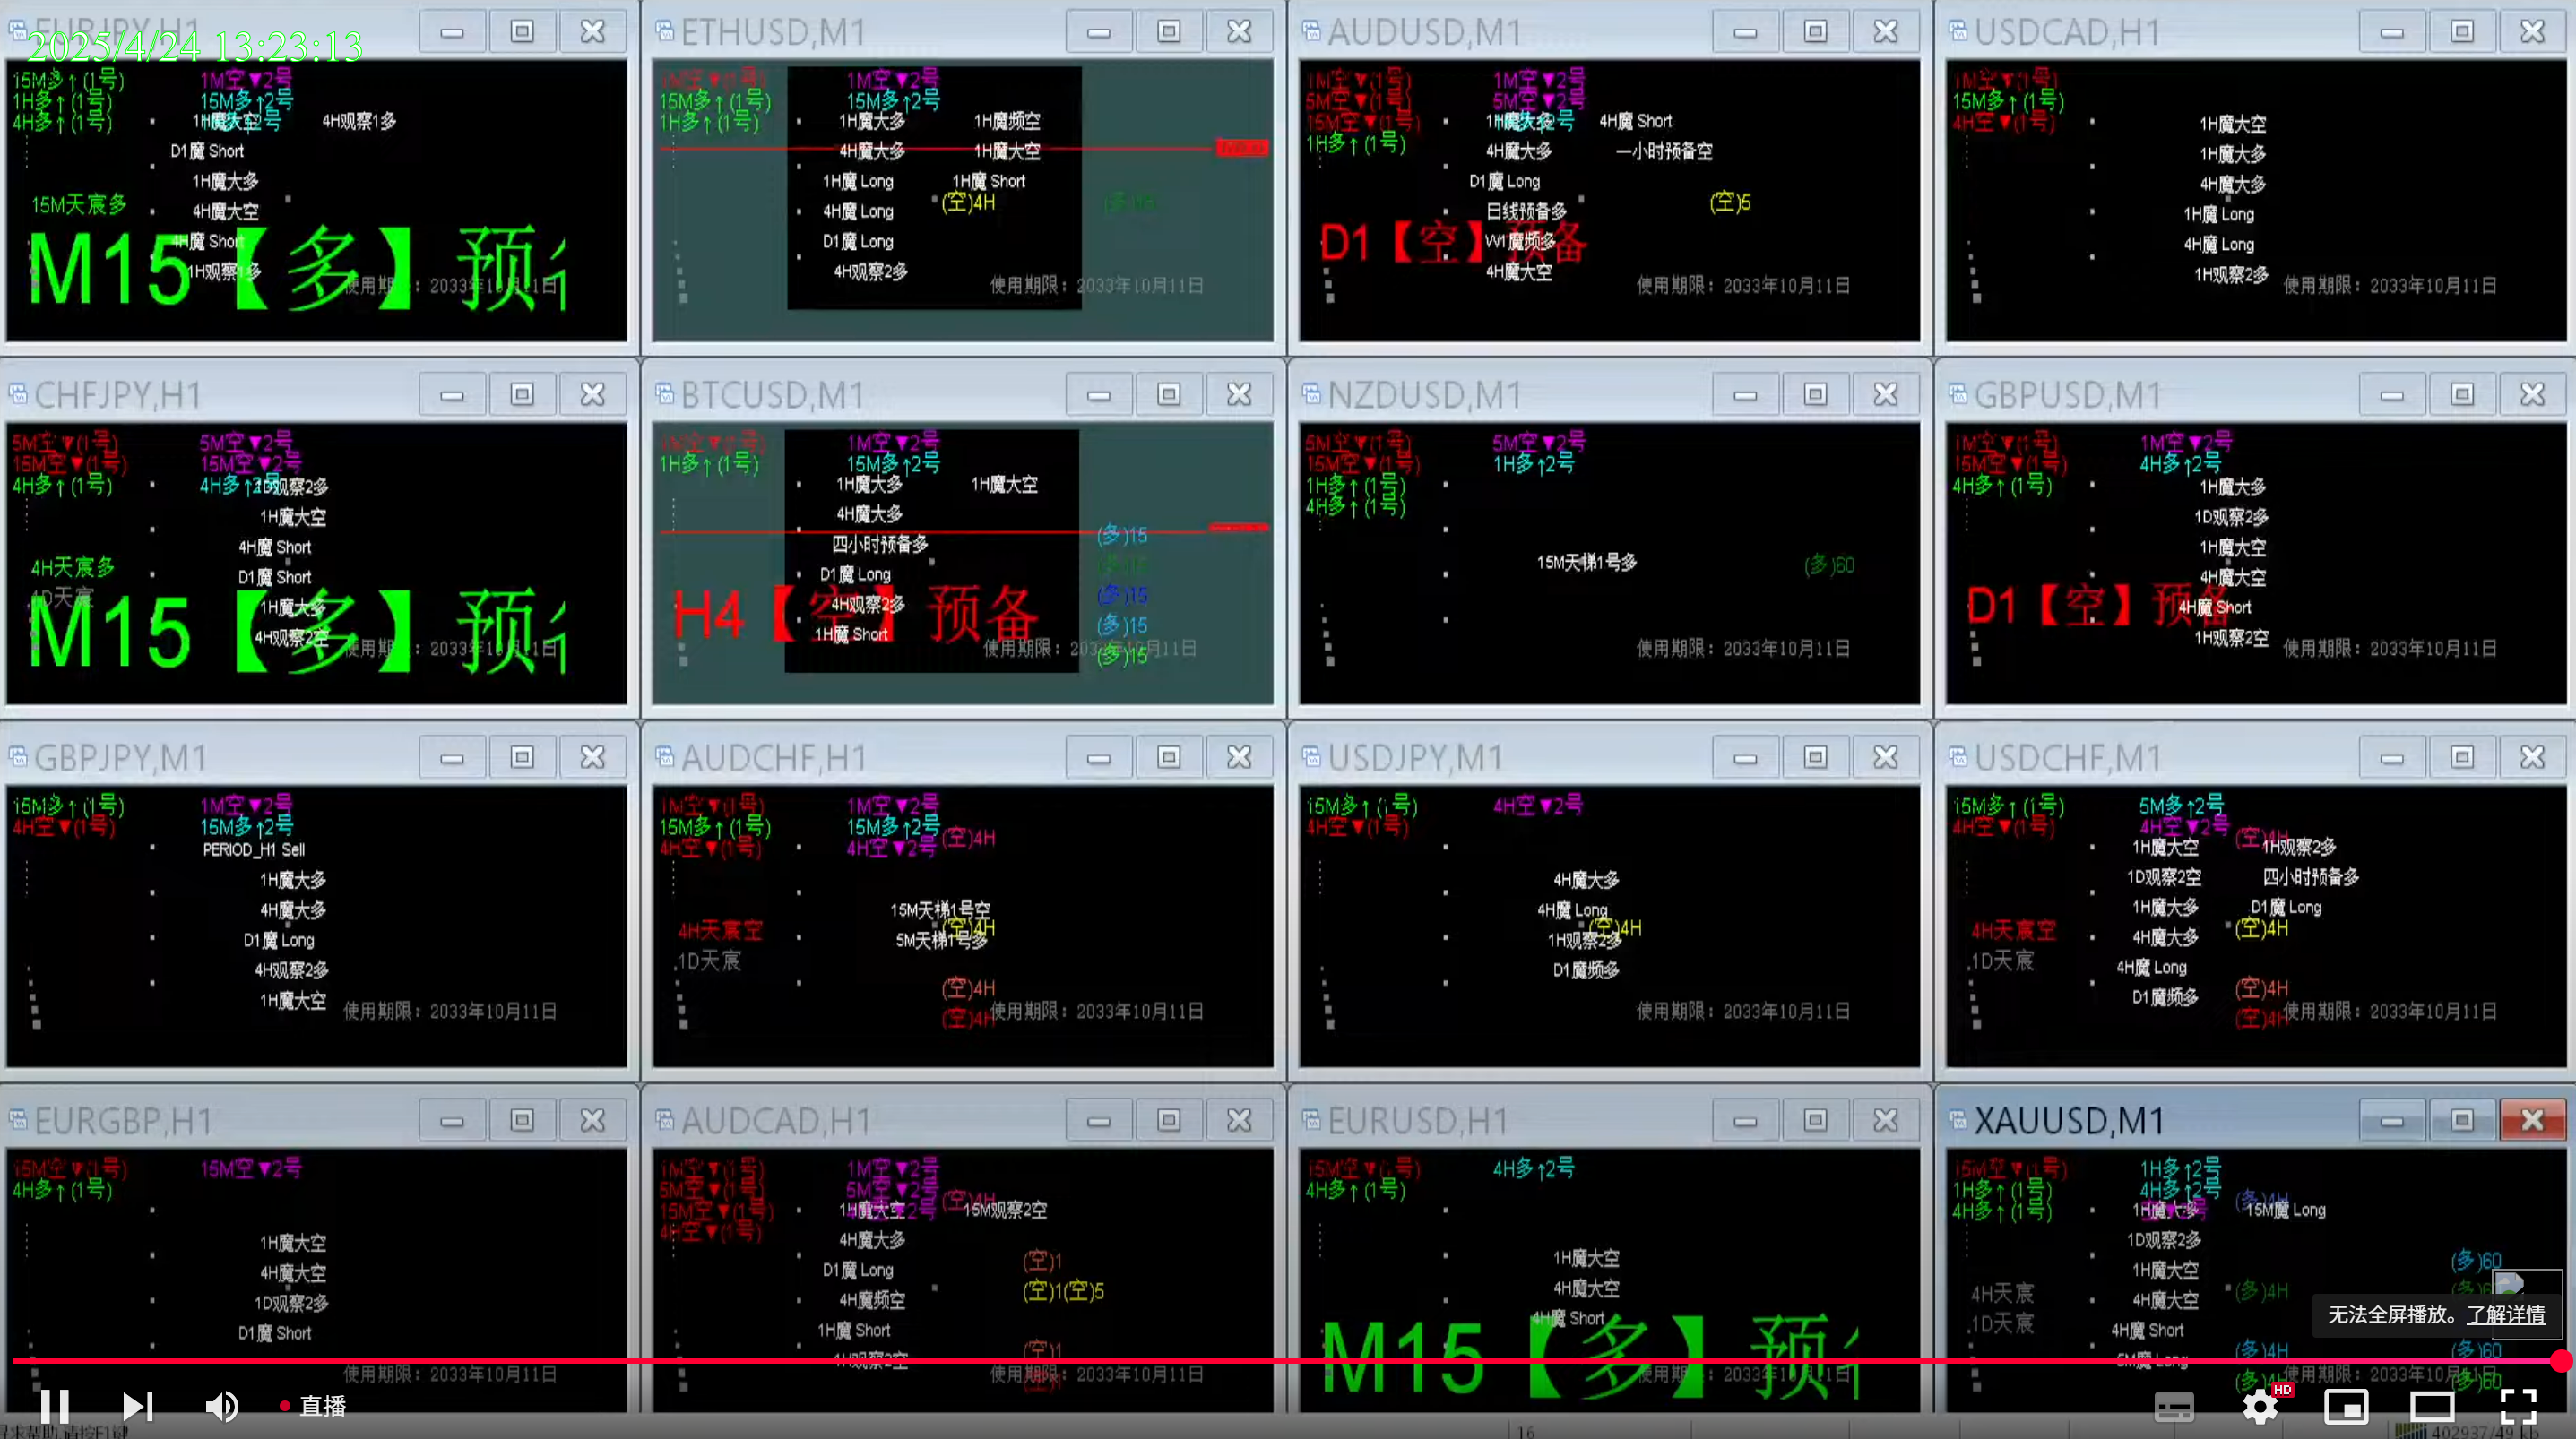 EURJPY,H1
2025/4/24 13:23:13
15M多↑(1号)
1M空▼2号
1H多↑(1号)
15M多↑2号
4H多↑(1号)
1H魔大空
4H观察1多
D1魔 Short
1H魔大多
15M天宸多
4H魔大空
4H魔 Short
M15【多】预
1H观察1多
ETHUSD,M1
1M空▼(1号)
1M空▼2号
15M多↑(1号)
15M多↑2号
1H多↑(1号)
1H魔大多
1H魔频空
4H魔大多
1H魔大空
1H魔 Long
1H魔 Short
(空)4H
4H魔 Long
D1魔 Long
4H观察2多
使用期限：2033年10月11日
AUDUSD,M1
1M空▼(1号)
1M空▼2号
5M空▼(1号)
5M空▼2号
15M空▼(1号)
1H魔大多
4H魔 Short
1H多↑(1号)
4H魔大多
一小时预备空
D1魔 Long
(空)5
日线预备多
D1【空】预备
W1魔频多
4H魔大空
使用期限：2033年10月11日
USDCAD,H1
1M空▼(1号)
15M多↑(1号)
4H空▼(1号)
1H魔大空
1H魔大多
4H魔大多
1H魔 Long
4H魔 Long
1H观察2多
使用期限：2033年10月11日
CHFJPY,H1
5M空▼(1号)
5M空▼2号
15M空▼(1号)
15M空▼2号
4H多↑(1号)
4H多↑2号
1D观察2多
1H魔大空
4H魔 Short
4H天宸多
D1魔 Short
1D天宸
1H魔大多
M15【多】预
4H观察2空
BTCUSD,M1
1M空▼(1号)
1M空▼2号
1H多↑(1号)
15M多↑2号
1H魔大多
1H魔大空
4H魔大多
(多)15
四小时预备多
D1魔 Long
(多)15
4H观察2多
H4【空】预备
(多)15
1H魔 Short
(多)15
使用期限：2033年10月11日
NZDUSD,M1
5M空▼(1号)
5M空▼2号
15M空▼(1号)
1H多↑2号
1H多↑(1号)
4H多↑(1号)
15M天梯1号多
(多)60
使用期限：2033年10月11日
GBPUSD,M1
1M空▼(1号)
1M空▼2号
15M空▼(1号)
4H多↑2号
4H多↑(1号)
1H魔大多
1D观察2多
1H魔大空
4H魔大空
D1【空】预备
4H魔 Short
1H观察2空
使用期限：2033年10月11日
GBPJPY,M1
15M多↑(1号)
1M空▼2号
4H空▼(1号)
15M多↑2号
PERIOD_H1 Sell
1H魔大多
4H魔大多
D1魔 Long
4H观察2多
1H魔大空
使用期限：2033年10月11日
AUDCHF,H1
1M空▼(1号)
1M空▼2号
15M多↑(1号)
15M多↑2号
(空)4H
4H空▼(1号)
4H空▼2号
15M天梯1号空
4H天宸空
(空)4H
5M天梯1号多
1D天宸
(空)4H
(空)4H
使用期限：2033年10月11日
USDJPY,M1
15M多↑(1号)
4H空▼2号
4H空▼(1号)
4H魔大多
4H魔 Long
(空)4H
1H观察2多
D1魔频多
使用期限：2033年10月11日
USDCHF,M1
15M多↑(1号)
5M多↑2号
4H空▼(1号)
4H空▼2号
(空)4H
1H魔大空
1H观察2多
1D观察2空
四小时预备多
1H魔大多
D1魔 Long
4H天宸空
4H魔大多
(空)4H
1D天宸
4H魔 Long
(空)4H
D1魔频多
(空)4H
使用期限：2033年10月11日
EURGBP,H1
15M空▼(1号)
15M空▼2号
4H多↑(1号)
1H魔大空
4H魔大空
1D观察2多
D1魔 Short
使用期限：2033年10月11日
AUDCAD,H1
1M空▼(1号)
1M空▼2号
5M空▼(1号)
5M空▼2号
(空)4H
15M空▼(1号)
1H魔大空
15M观察2空
4H空▼(1号)
4H魔大多
D1魔 Long
(空)1
4H魔频空
(空)1(空)5
1H魔 Short
(空)1
1H观察2空
使用期限：2033年10月11日
EURUSD,H1
15M空▼(1号)
4H多↑2号
4H多↑(1号)
1H魔大空
4H魔大空
4H魔 Short
M15【多】预
XAUUSD,M1
15M空▼(1号)
1H多↑2号
1H多↑(1号)
4H多↑2号
(多)4H
4H多↑(1号)
1H魔大多
15M魔 Long
1D观察2多
1H魔大空
(多)60
4H天宸
4H魔大空
(多)4H
1D天宸
4H魔 Short
(多)4H
(多)60
5M魔 Long
使用期限：2033年10月11日
无法全屏播放。了解详情
直播
HD
16